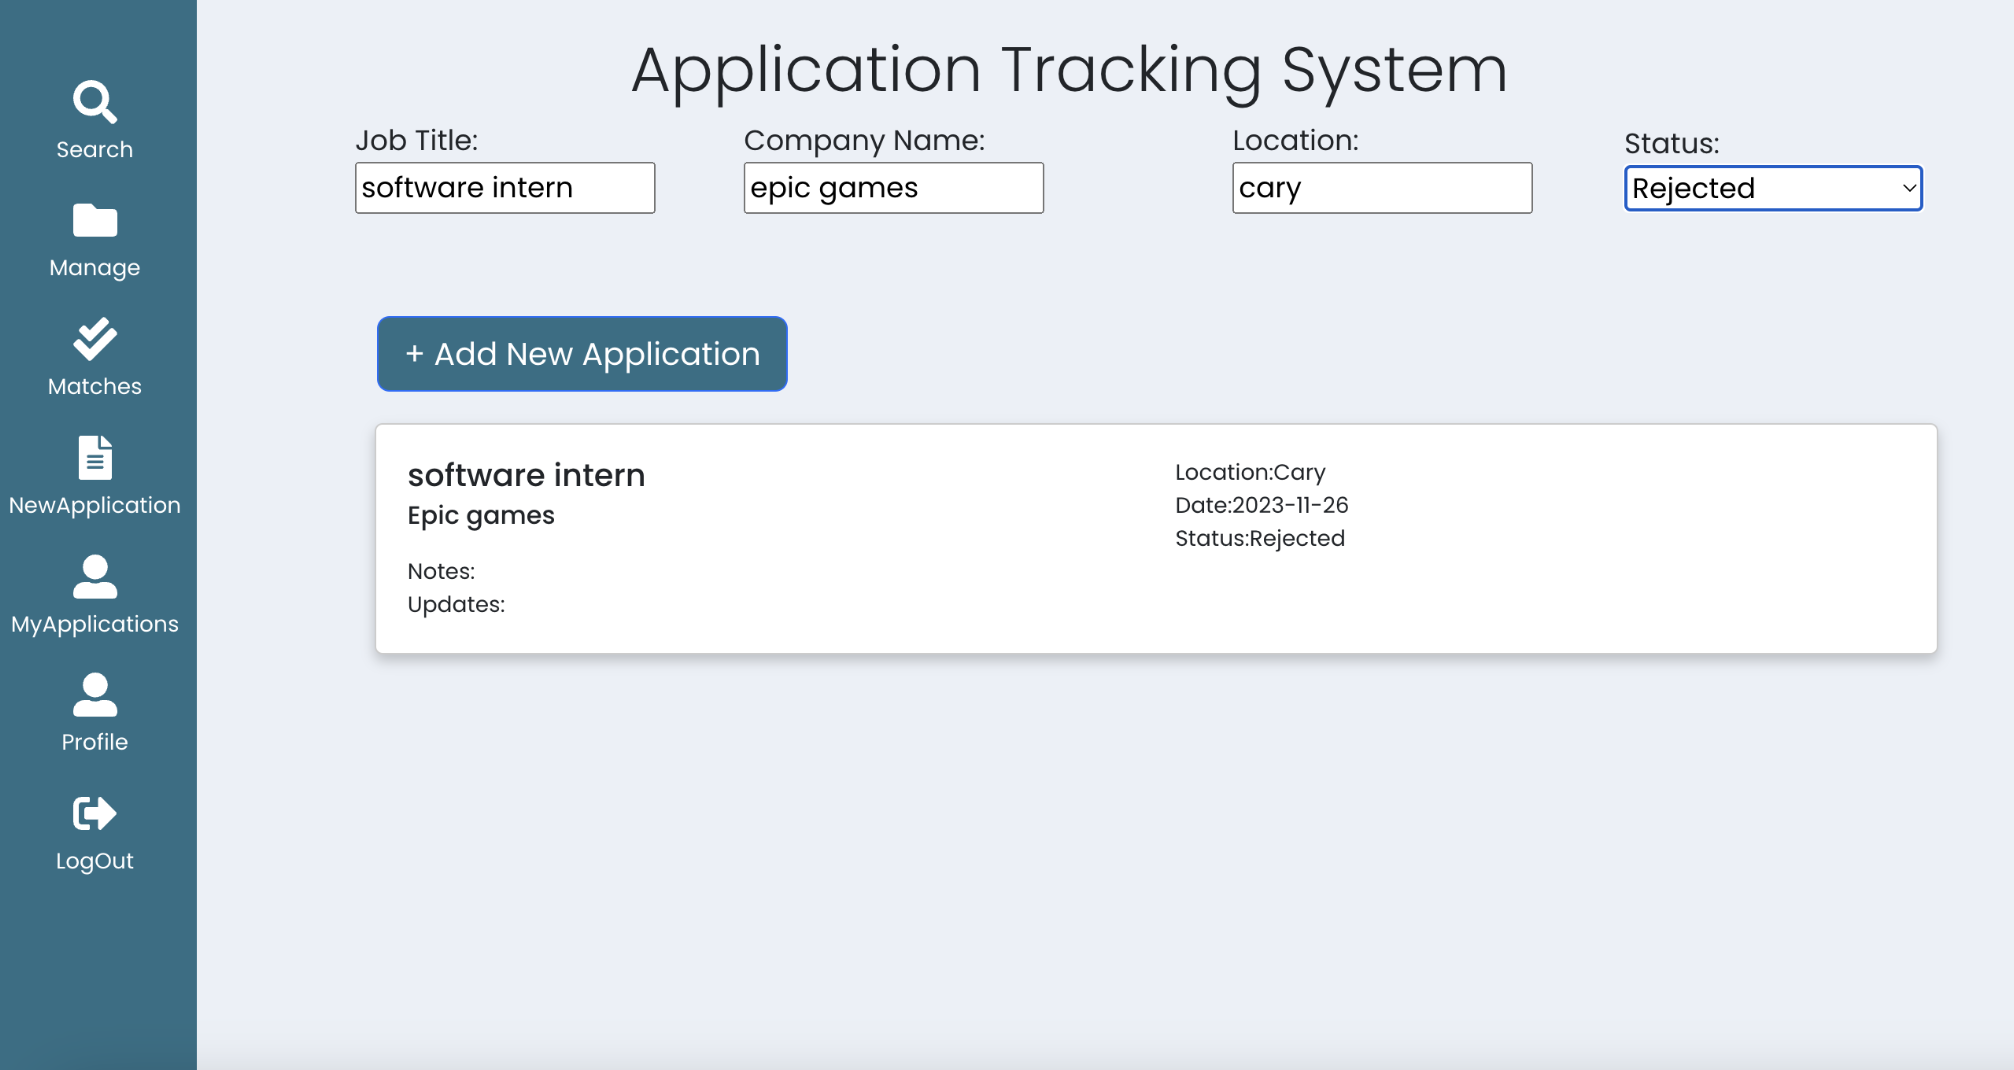 Search
Manage
Matches
NewApplication
MyApplications
Profile
LogOut
Application Tracking System
Job Title:
software intern
Company Name:
epic games
Location:
cary
Status:
Rejected
+ Add New Application
software intern
Epic games
Notes:
Updates:
Location:Cary
Date:2023-11-26
Status:Rejected